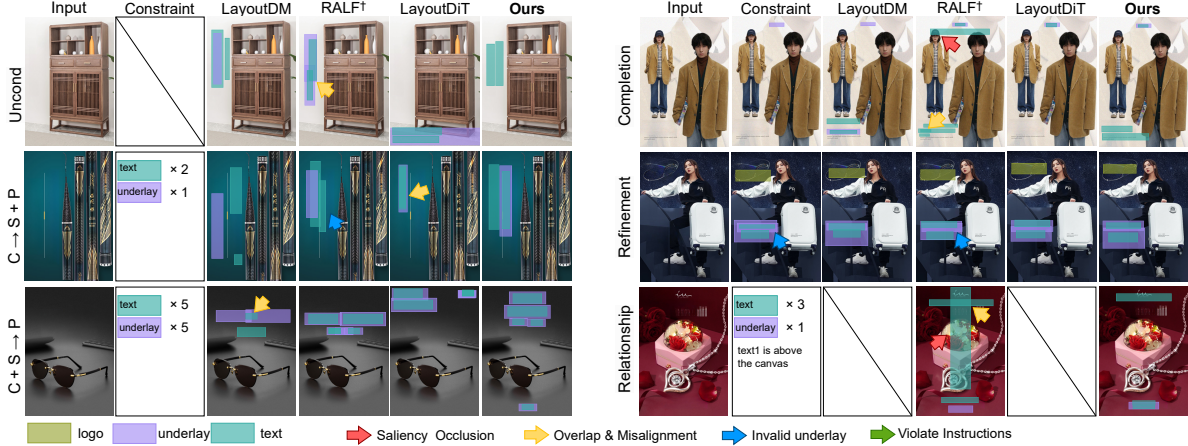 Input Constraint LayoutDM RALF† LayoutDiT Ours
Uncond
C → S + P
text × 2
underlay × 1
C + S → P
text × 5
underlay × 5
Input Constraint LayoutDM RALF† LayoutDiT Ours
Completion
Refinement
Relationship
text × 3
underlay × 1
text1 is above
the canvas
logo underlay text Saliency Occlusion Overlap & Misalignment Invalid underlay Violate Instructions